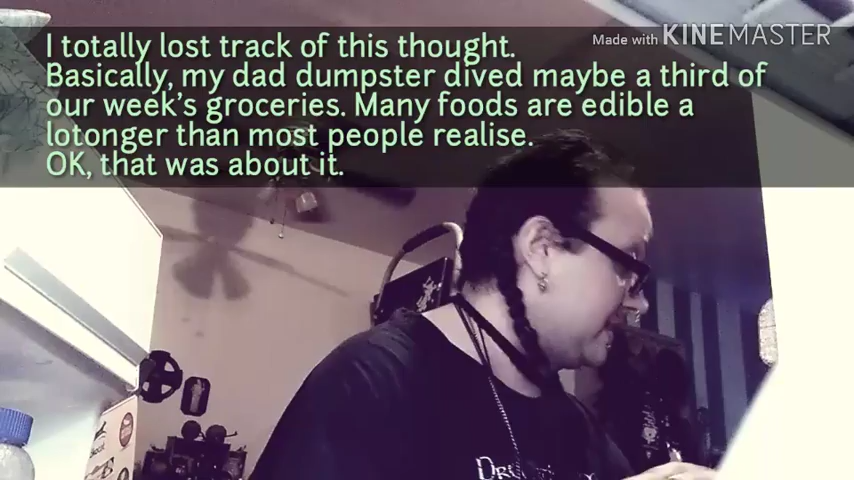 I totally lost track of this thought.
Made with KINEMASTER
Basically, my dad dumpster dived maybe a third of
our week's groceries. Many foods are edible a
lotonger than most people realise.
OK, that was about it.